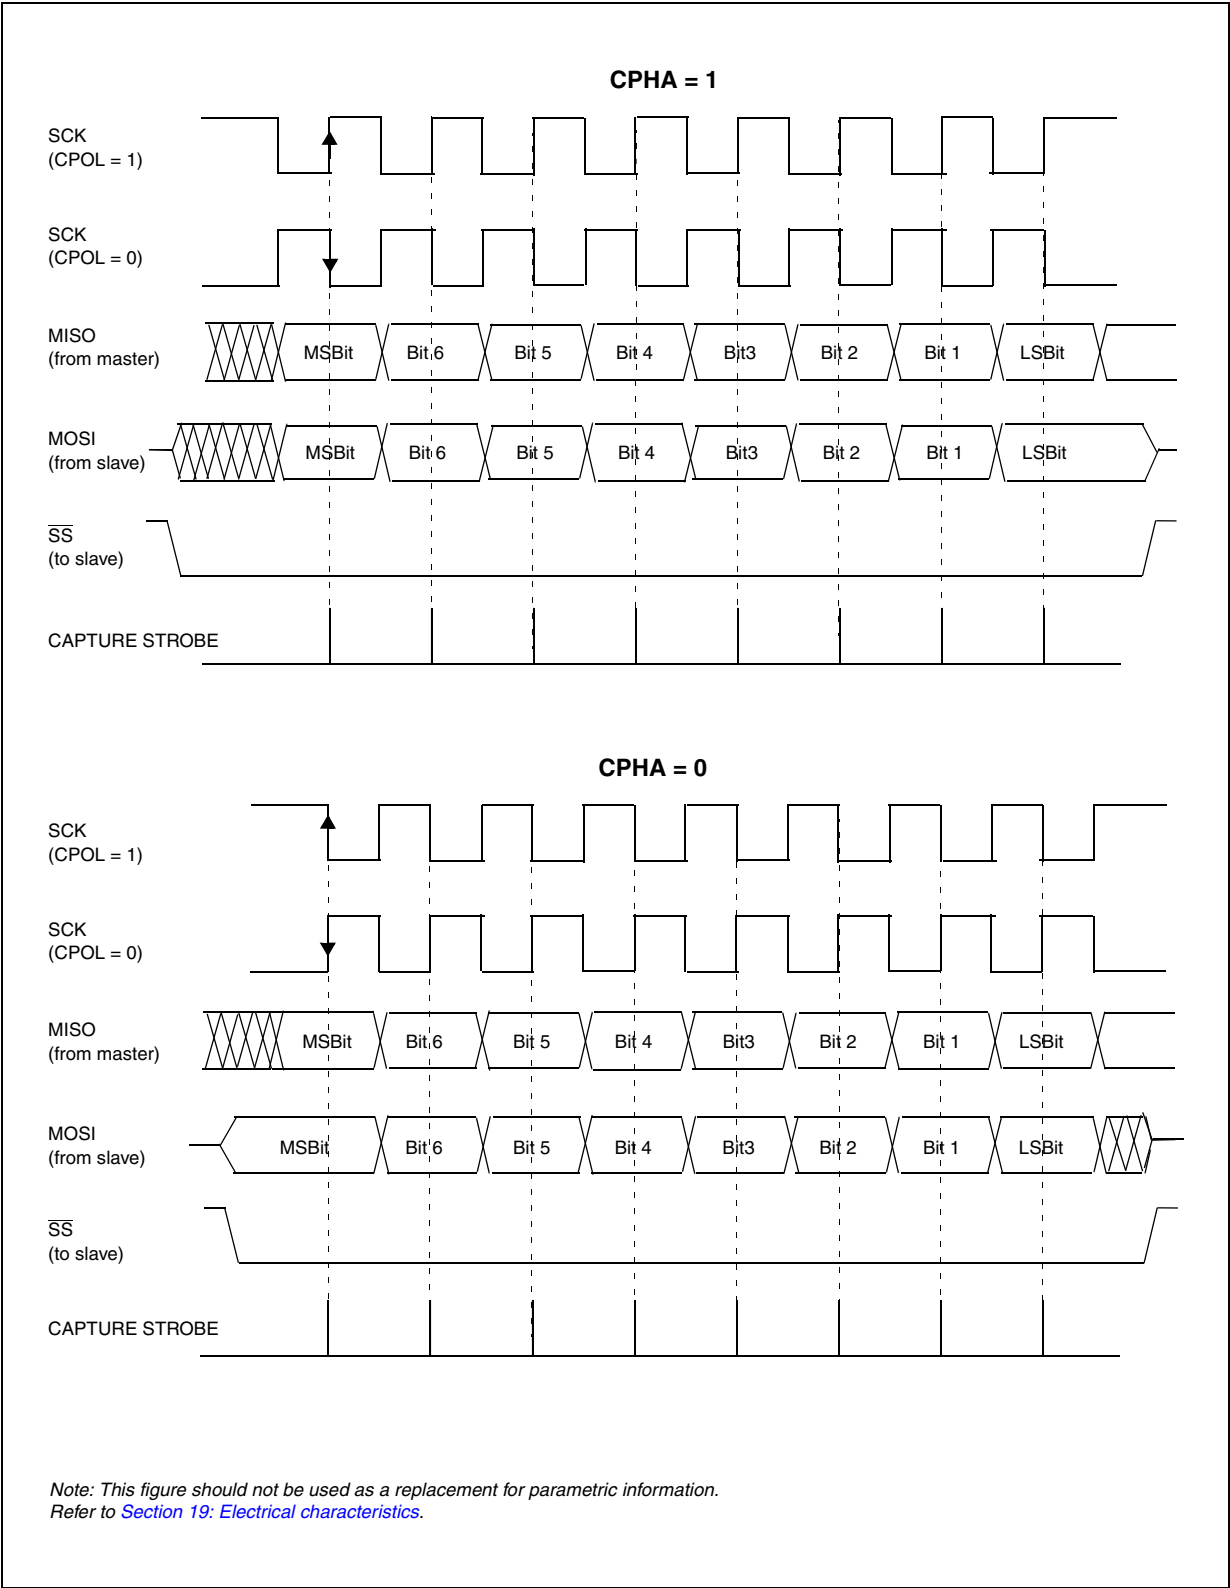 CPHA = 1
SCK
(CPOL = 1)
SCK
(CPOL = 0)
MISO
(from master)
MSBit Bit 6 Bit 5 Bit 4 Bit3 Bit 2 Bit 1 LSBit
MOSI
(from slave)
MSBit Bit 6 Bit 5 Bit 4 Bit3 Bit 2 Bit 1 LSBit
SS
(to slave)
CAPTURE STROBE
CPHA = 0
SCK
(CPOL = 1)
SCK
(CPOL = 0)
MISO
(from master)
MSBit Bit 6 Bit 5 Bit 4 Bit3 Bit 2 Bit 1 LSBit
MOSI
(from slave)
MSBit Bit 6 Bit 5 Bit 4 Bit3 Bit 2 Bit 1 LSBit
SS
(to slave)
CAPTURE STROBE
Note: This figure should not be used as a replacement for parametric information.
Refer to Section 19: Electrical characteristics.